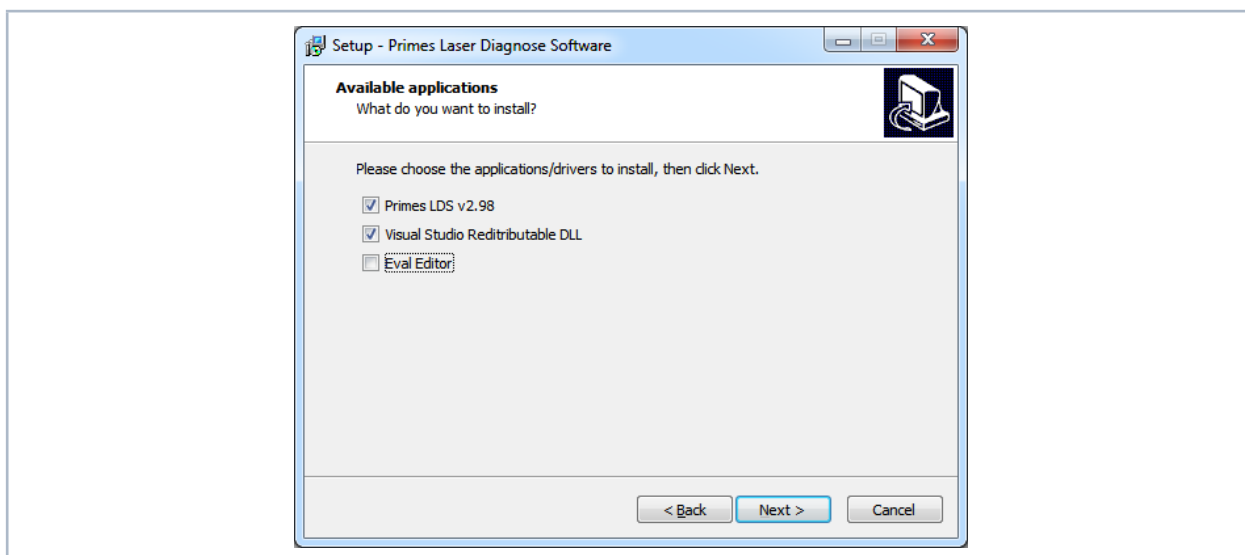 Setup - Primes Laser Diagnose Software
Available applications
What do you want to install?
Please choose the applications/drivers to install, then click Next.
Primes LDS v2.98
Visual Studio Reditributable DLL
Eval Editor
< Back Next > Cancel